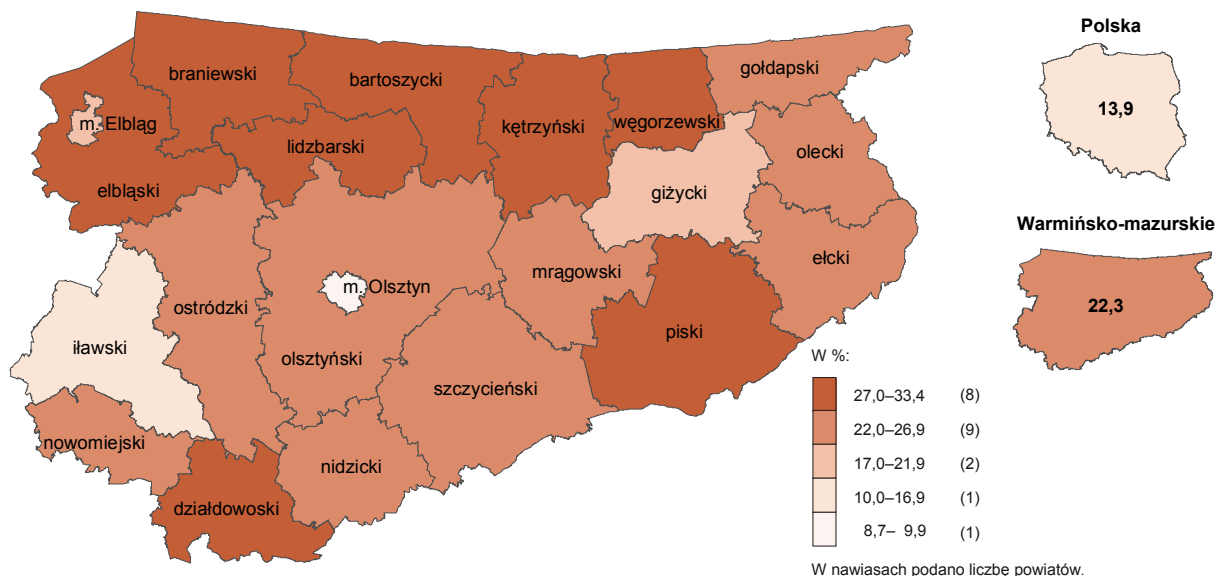 Polska
13,9
Warmińsko-mazurskie
22,3
braniewski
bartoszycki
gołdapski
m. Elbląg
kętrzyński
węgorzewski
lidzbarski
olecki
elbląski
giżycki
mrągowski
ełcki
m. Olsztyn
ostródzki
iławski
olsztyński
piski
szczycieński
nowomiejski
nidzicki
działdowoski
W %:
27,0–33,4 (8)
22,0–26,9 (9)
17,0–21,9 (2)
10,0–16,9 (1)
8,7– 9,9 (1)
W nawiasach podano liczbę powiatów.